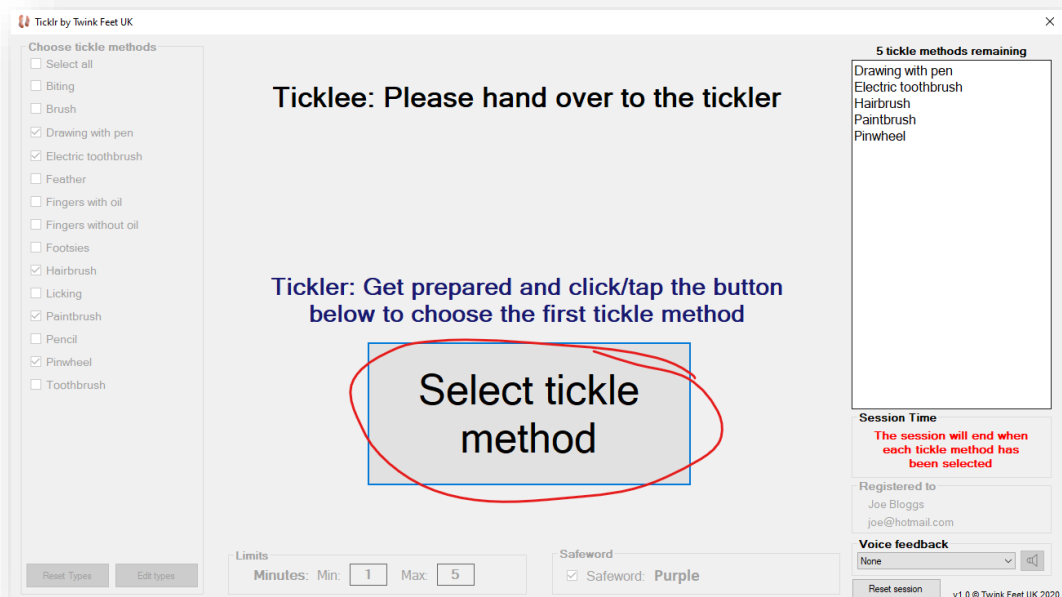 Ticklr by Twink Feet UK
Choose tickle methods
Select all
Biting
Brush
Drawing with pen
Electric toothbrush
Feather
Fingers with oil
Fingers without oil
Footsies
Hairbrush
Licking
Paintbrush
Pencil
Pinwheel
Toothbrush
Reset Types
Edit types
Ticklee: Please hand over to the tickler
Tickler: Get prepared and click/tap the button
below to choose the first tickle method
Select tickle
method
Limits
Minutes: Min: 1 Max: 5
Safeword
Safeword: Purple
5 tickle methods remaining
Drawing with pen
Electric toothbrush
Hairbrush
Paintbrush
Pinwheel
Session Time
The session will end when
each tickle method has
been selected
Registered to
Joe Bloggs
joe@hotmail.com
Voice feedback
None
Reset session
v1.0 © Twink Feet UK 2020